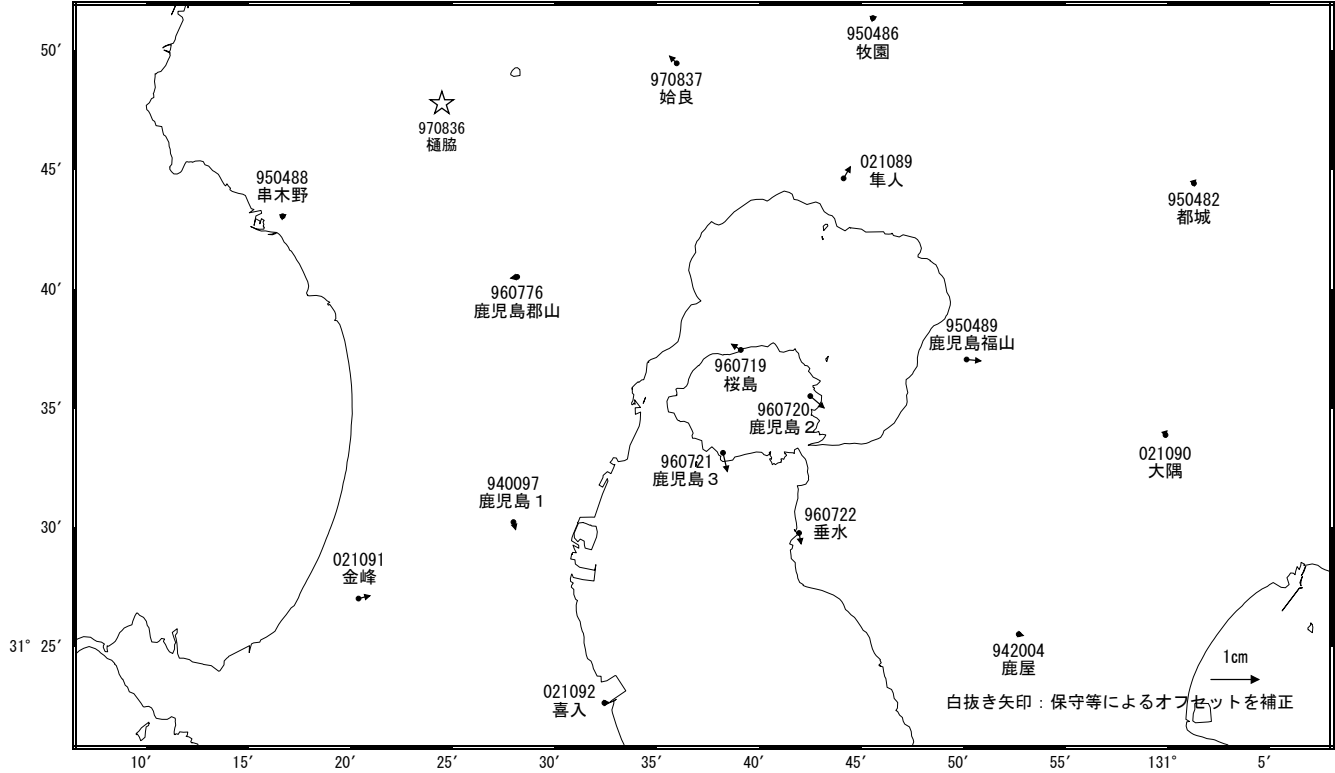 950486
牧園
50′
970837
姶良
970836
樋脇
45′
021089
隼人
950488
串木野
950482
都城
40′
960776
鹿児島郡山
950489
鹿児島福山
960719
桜島
35′
960720
鹿児島2
021090
大隅
960721
鹿児島3
940097
鹿児島1
30′
960722
垂水
021091
金峰
31° 25′
942004
鹿屋
1cm
021092
喜入
白抜き矢印：保守等によるオフセットを補正
10′ 15′ 20′ 25′ 30′ 35′ 40′ 45′ 50′ 55′ 131° 5′